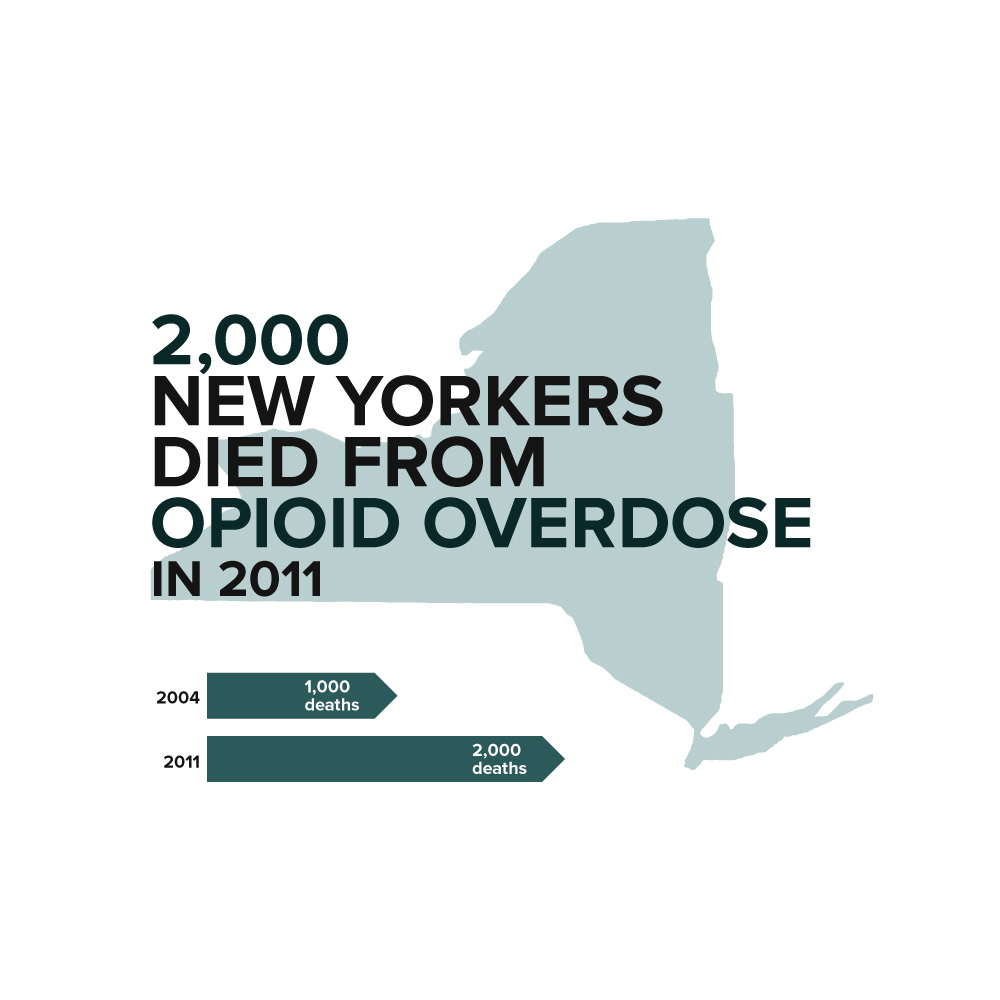 2,000
NEW YORKERS
DIED FROM
OPIOID OVERDOSE
IN 2011
2004
1,000
deaths
2011
2,000
deaths